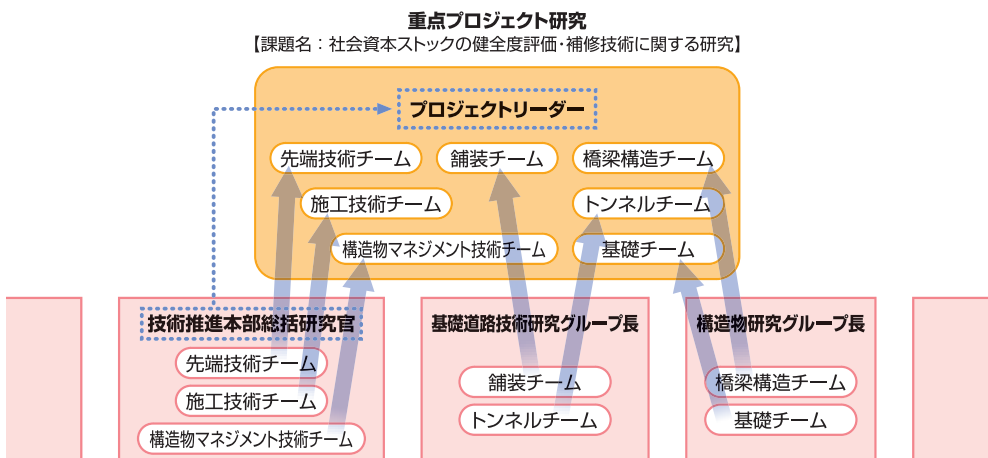 重点プロジェクト研究
【課題名：社会資本ストックの健全度評価・補修技術に関する研究】
プロジェクトリーダー
先端技術チーム
舗装チーム
橋梁構造チーム
施工技術チーム
トンネルチーム
構造物マネジメント技術チーム
基礎チーム
技術推進本部総括研究官
先端技術チーム
施工技術チーム
構造物マネジメント技術チーム
基礎道路技術研究グループ長
舗装チーム
トンネルチーム
構造物研究グループ長
橋梁構造チーム
基礎チーム